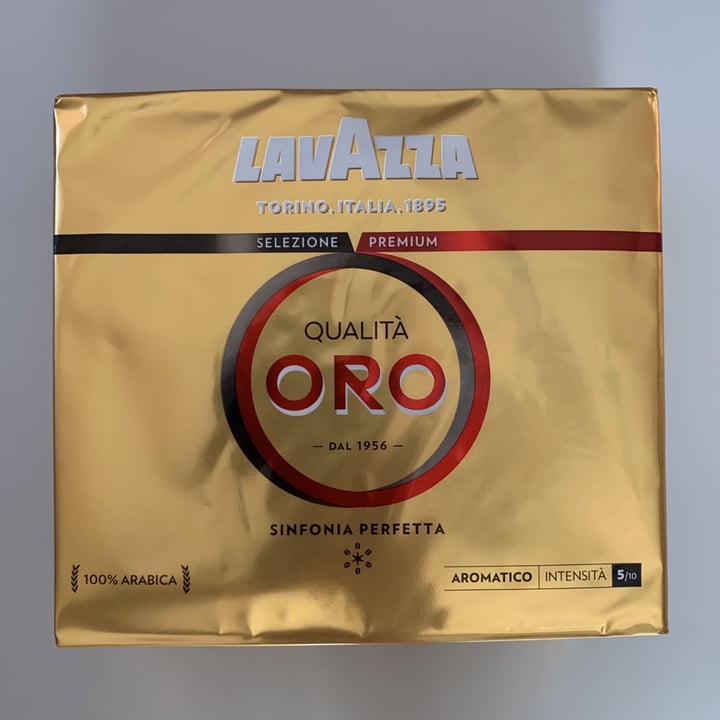 LAVAZZA
TORINO, ITALIA, 1895
SELEZIONE PREMIUM
QUALITÀ
ORO
— DAL 1956 —
SINFONIA PERFETTA
100% ARABICA
AROMATICO INTENSITÀ 5/10